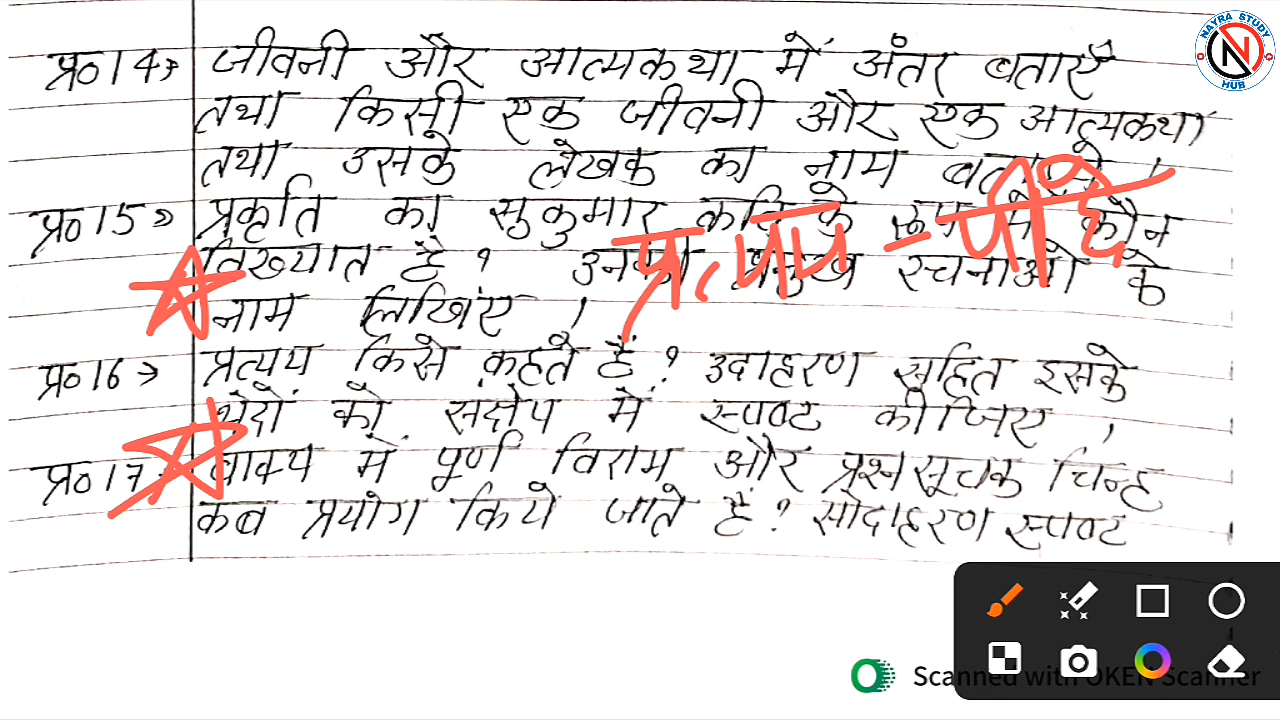 NAYRA STUDY HUB
प्र०14→ जीवनी और आत्मकथा में अंतर बताएँ
तथा किसी एक जीवनी और एक आत्मकथा
तथा उसके लेखक का नाम
प्र०15→ प्रकृति का सुकुमार कवि के रूप में कौन
विख्यात है? उनकी प्रमुख रचनाओं के
नाम लिखिए।
प्र०16→ प्रत्यय किसे कहते हैं? उदाहरण सहित इसके
भेदों को संक्षेप में स्पष्ट कीजिए।
प्र०17→ वाक्य में पूर्ण विराम और प्रश्नसूचक चिन्ह
कब प्रयोग किये जाते हैं? सोदाहरण स्पष्ट
Scanned with OKEN Scanner